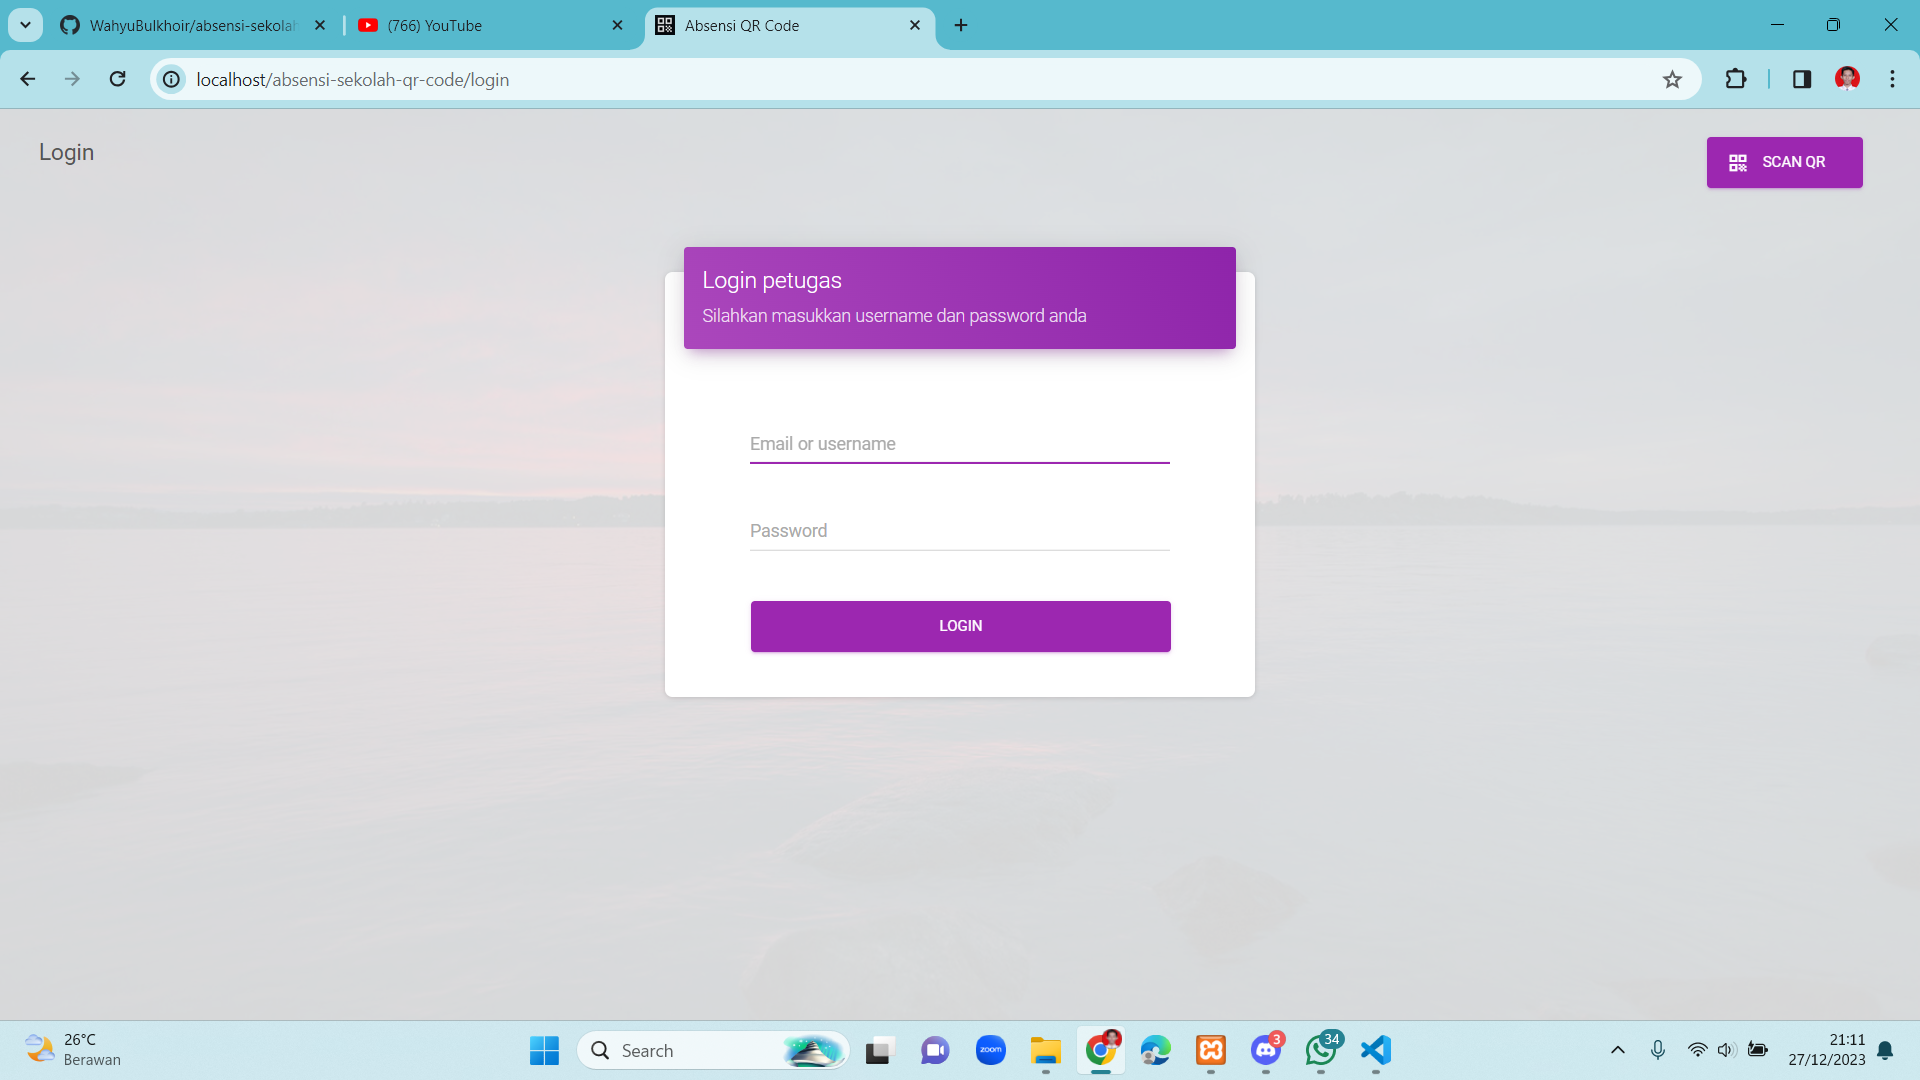 WahyuBulkhoir/absensi-sekolah
(766) YouTube
Absensi QR Code
localhost/absensi-sekolah-qr-code/login
Login
SCAN QR
Login petugas
Silahkan masukkan username dan password anda
Email or username
Password
LOGIN
26°C
Berawan
Search
zoom
3
34
21:11
27/12/2023